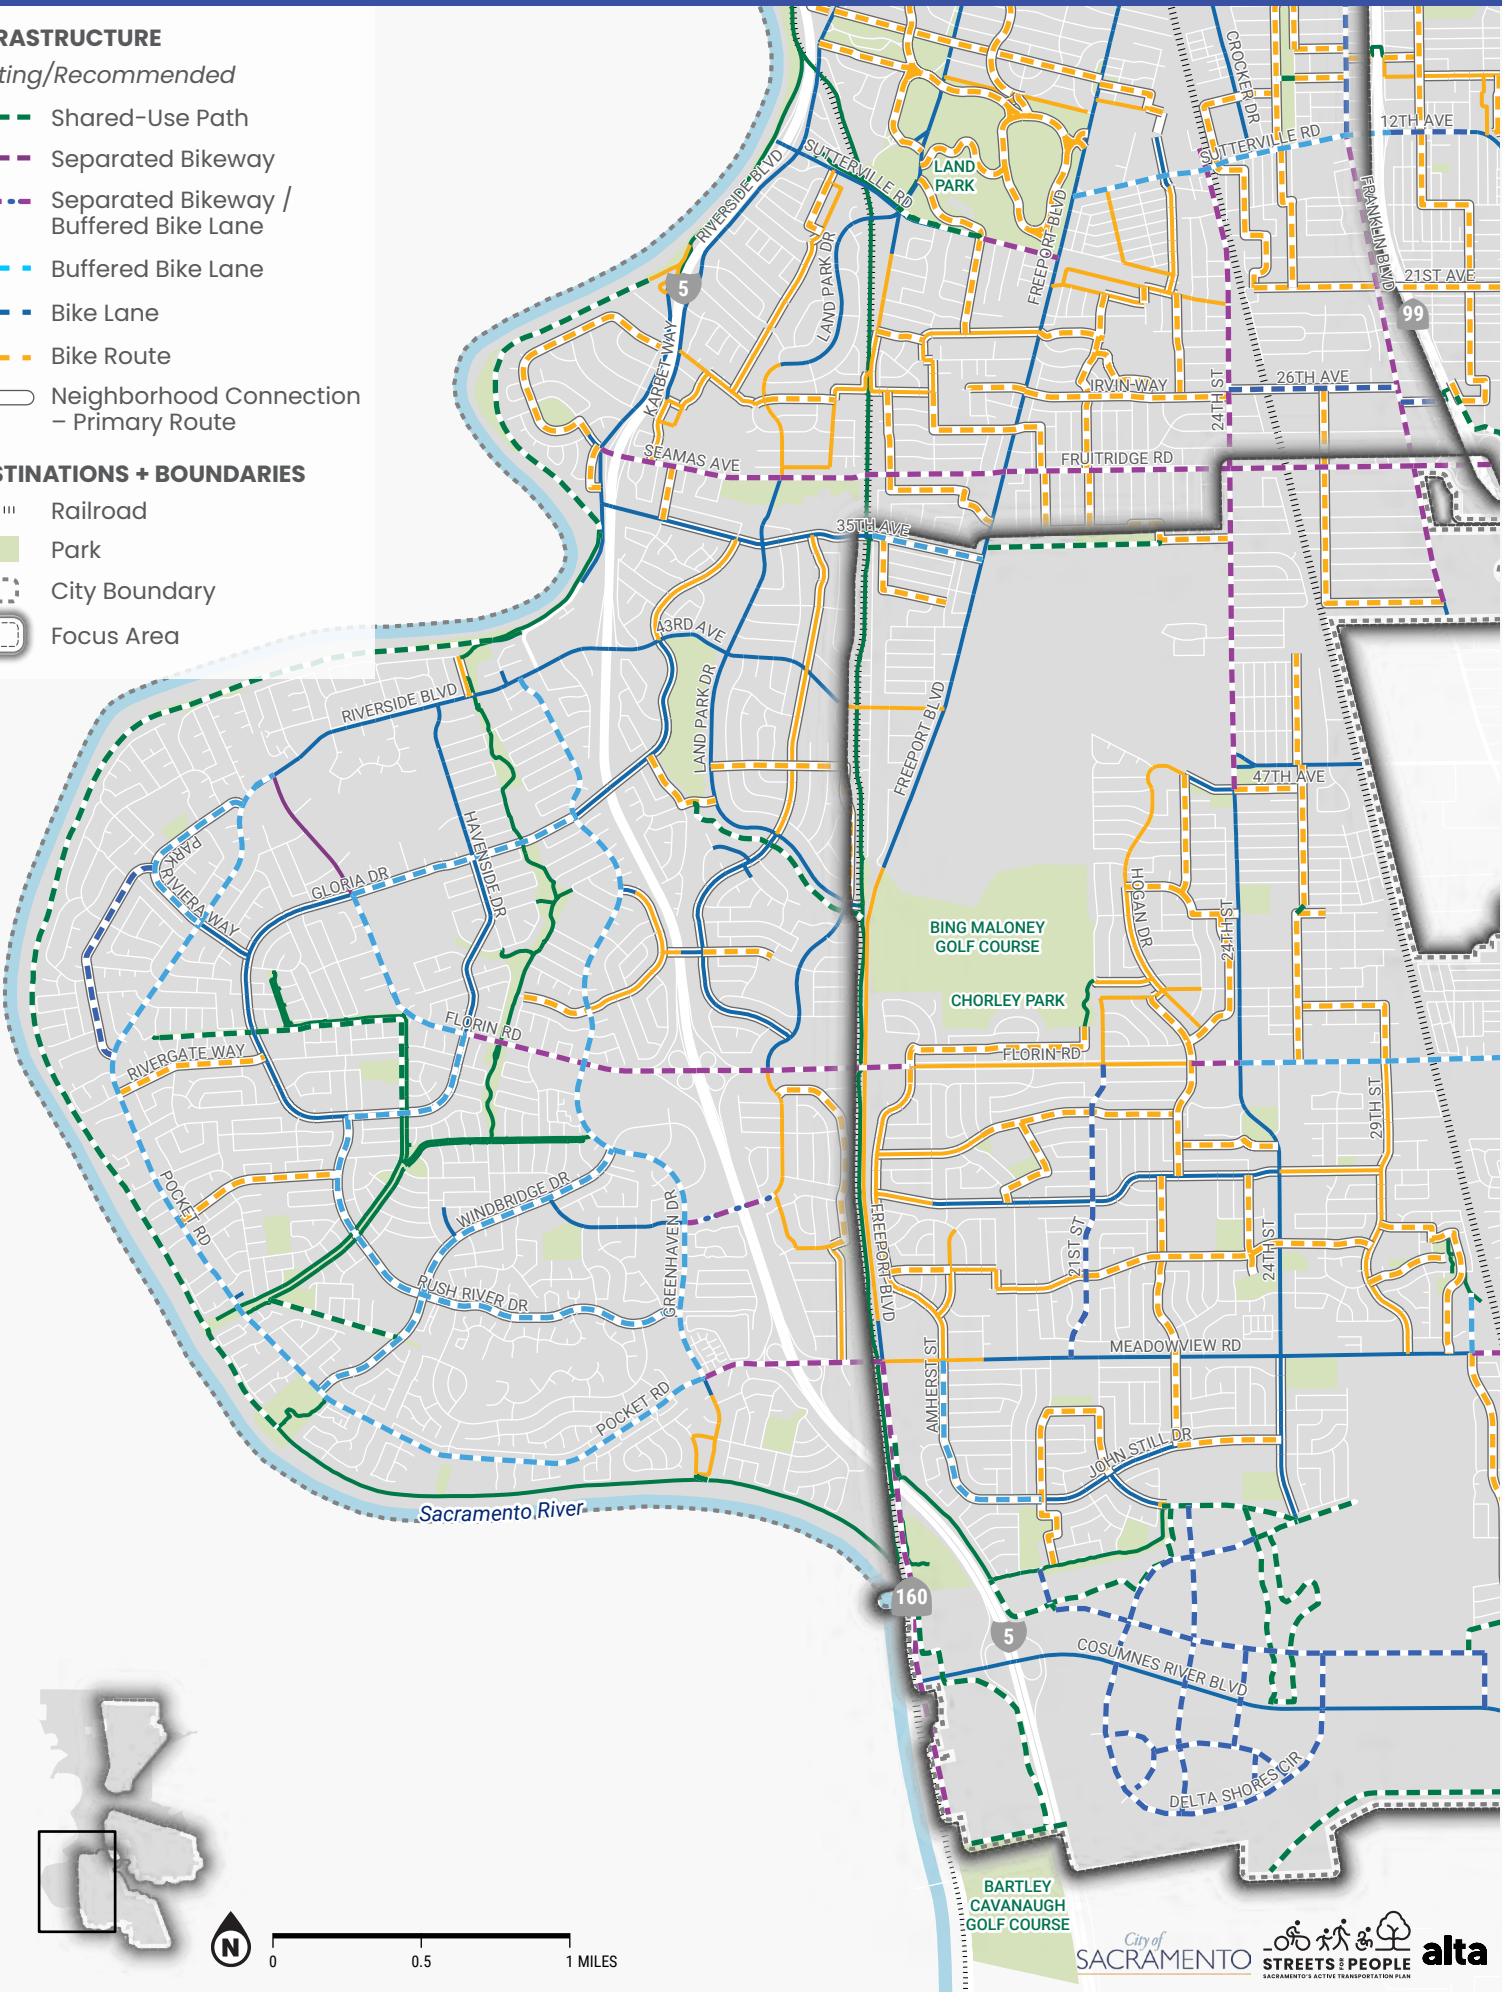 RASTRUCTURE
ting/Recommended
Shared-Use Path
Separated Bikeway
Separated Bikeway /
Buffered Bike Lane
Buffered Bike Lane
Bike Lane
Bike Route
Neighborhood Connection
– Primary Route
STINATIONS + BOUNDARIES
Railroad
Park
City Boundary
Focus Area
CROCKER DR
12TH AVE
SUTTERVILLE RD
SUTTERVILLE RD
RIVERSIDE BLVD
LAND
PARK
FRANKLIN BLVD
FREEPORT BLVD
LAND PARK DR
21ST AVE
5
99
KARBET WAY
IRVIN WAY
26TH AVE
24TH ST
SEAMAS AVE
FRUITRIDGE RD
35TH AVE
43RD AVE
RIVERSIDE BLVD
LAND PARK DR
FREEPORT BLVD
47TH AVE
PARK
RIVIERA WAY
GLORIA DR
HAVENSIDE DR
HOGAN DR
24TH ST
BING MALONEY
GOLF COURSE
CHORLEY PARK
FLORIN RD
FLORIN RD
RIVERGATE WAY
29TH ST
POCKET RD
WINDBRIDGE DR
GREENHAVEN DR
FREEPORT BLVD
21ST ST
24TH ST
RUSH RIVER DR
MEADOWVIEW RD
AMHERST ST
POCKET RD
JOHN STILL DR
Sacramento River
160
5
COSUMNES RIVER BLVD
DELTA SHORES CIR
BARTLEY
CAVANAUGH
GOLF COURSE
N
0 0.5 1 MILES
City of
SACRAMENTO
STREETS FOR PEOPLE
SACRAMENTO'S ACTIVE TRANSPORTATION PLAN
alta